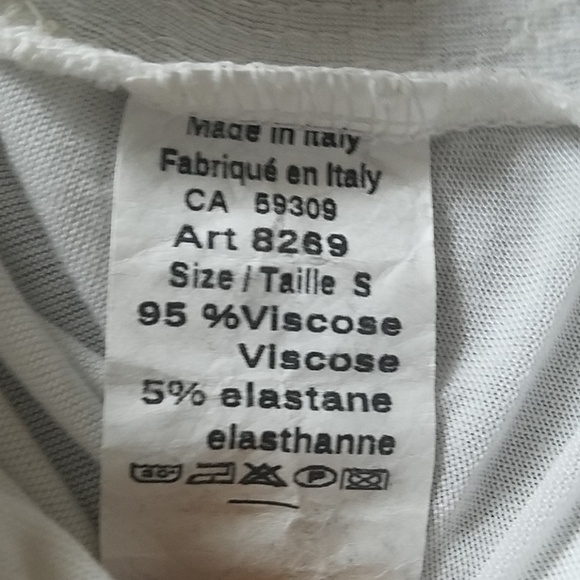 Made in Italy
Fabriqué en Italy
CA 59309
Art 8269
Size / Taille S
95 %Viscose
Viscose
5% elastane
elasthanne
P